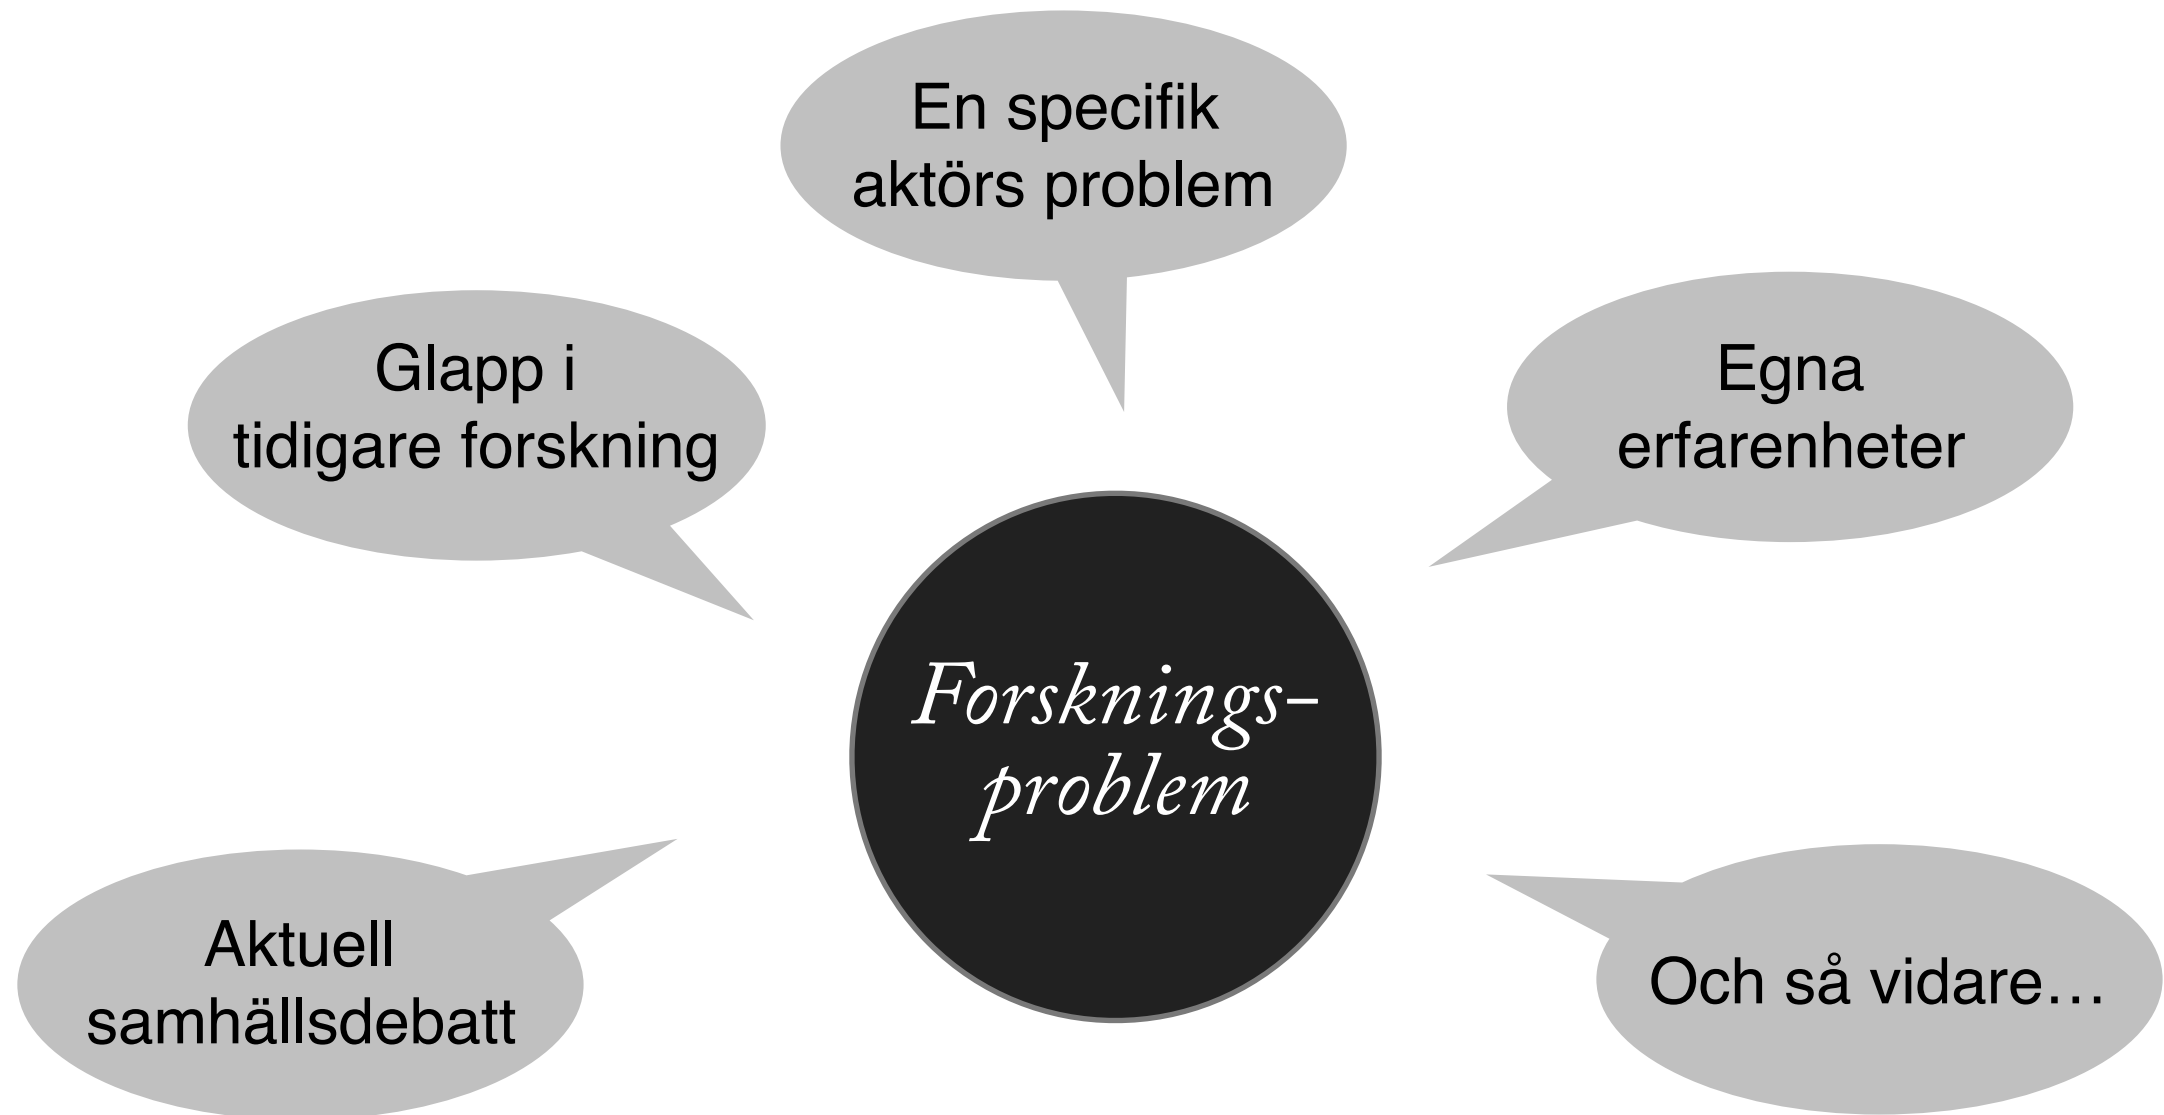 En specifik
aktörs problem
Glapp i
tidigare forskning
Egna
erfarenheter
Forsknings-
problem
Aktuell
samhällsdebatt
Och så vidare…